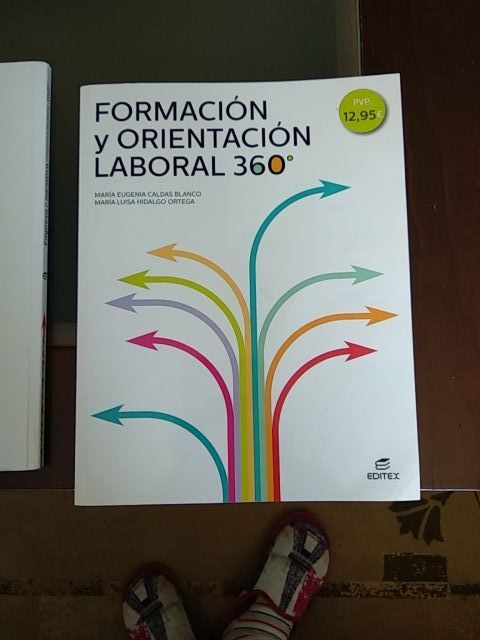 FORMACIÓN
y ORIENTACIÓN
LABORAL 360°
PVP:
12,95€
MARÍA EUGENIA CALDAS BLANCO
MARÍA LUISA HIDALGO ORTEGA
EDITEX